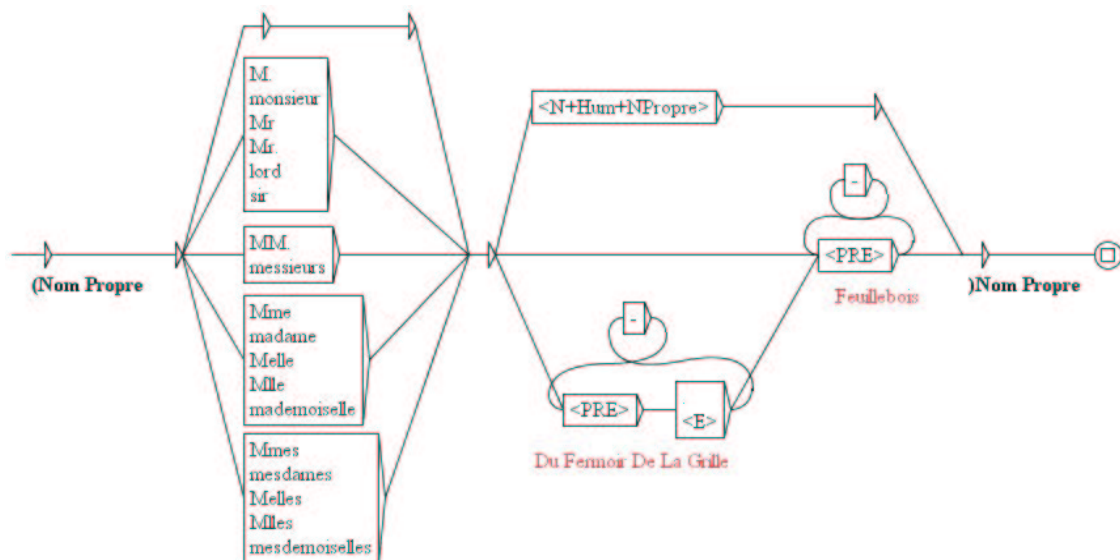 M.
monsieur
Mr
Mr.
lord
sir
MM.
messieurs
Mme
madame
Melle
Mlle
mademoiselle
Mmes
mesdames
Melles
Mlles
mesdemoiselles
(Nom Propre
<N+Hum+NPropre>
-
<PRE>
Feuillebois
-
<PRE>
.
<E>
Du Fermoir De La Grille
)Nom Propre